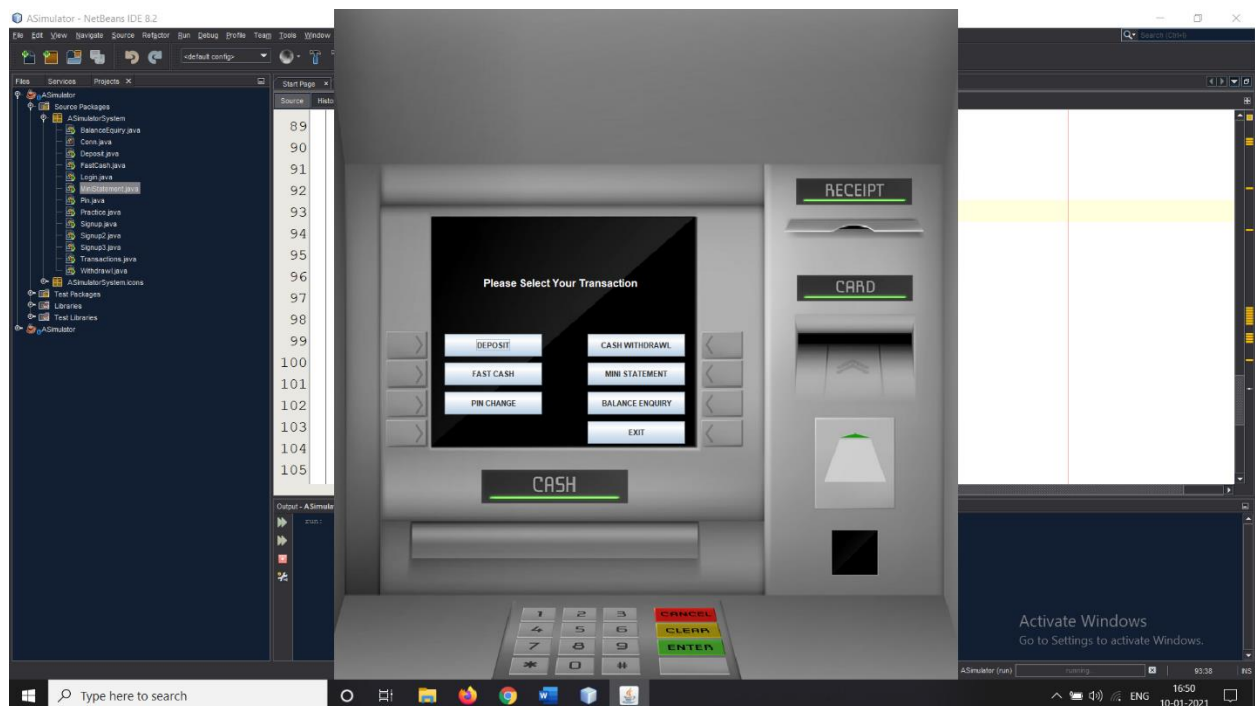 ASimulator - NetBeans IDE 8.2
File Edit View Navigate Source Refactor Run Debug Profile Team Tools Window
Search (Ctrl+I)
<default config>
Files Services Projects
Start Page
ASimulator
Source Packages
ASimulatorSystem
BalanceEquiry.java
Conn.java
Deposit.java
FastCash.java
Login.java
MiniStatement.java
Pin.java
Practice.java
Signup.java
Signup2.java
Signup3.java
Transactions.java
Withdrawl.java
ASimulatorSystem.icons
Test Packages
Libraries
Test Libraries
ASimulator
Source Histo
89
90
91
92
93
94
95
96
97
98
99
100
101
102
103
104
105
Output - ASimula
run:
RECEIPT
CARD
Please Select Your Transaction
DEPOSIT CASH WITHDRAWL
FAST CASH MINI STATEMENT
PIN CHANGE BALANCE ENQUIRY
EXIT
CASH
1 2 3 CANCEL
4 5 6 CLEAR
7 8 9 ENTER
* 0 #
Activate Windows
Go to Settings to activate Windows.
ASimulator (run) running... 93:38 INS
Type here to search
ENG 16:50
10-01-2021